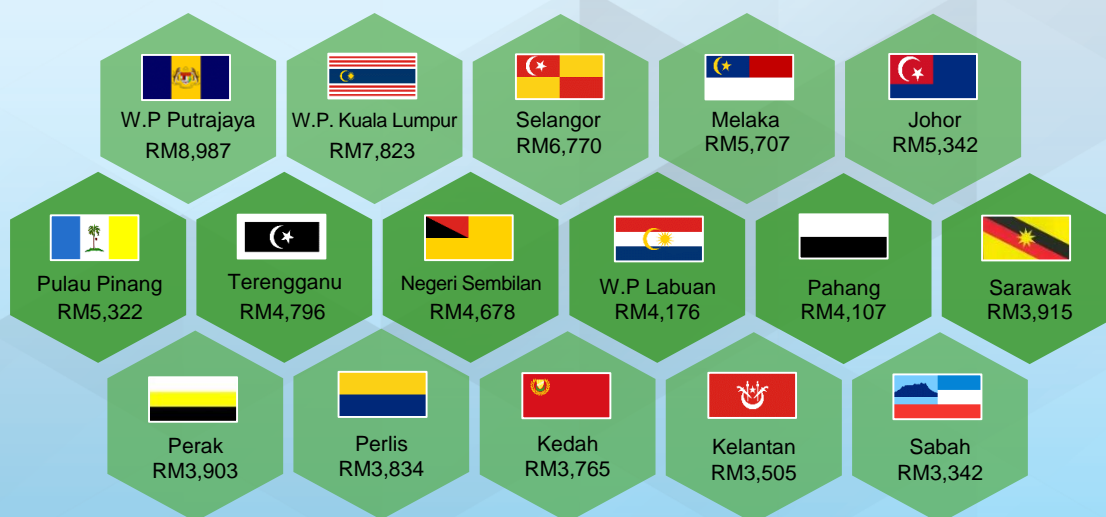 W.P Putrajaya
RM8,987
W.P. Kuala Lumpur
RM7,823
Selangor
RM6,770
Melaka
RM5,707
Johor
RM5,342
Pulau Pinang
RM5,322
Terengganu
RM4,796
Negeri Sembilan
RM4,678
W.P Labuan
RM4,176
Pahang
RM4,107
Sarawak
RM3,915
Perak
RM3,903
Perlis
RM3,834
Kedah
RM3,765
Kelantan
RM3,505
Sabah
RM3,342